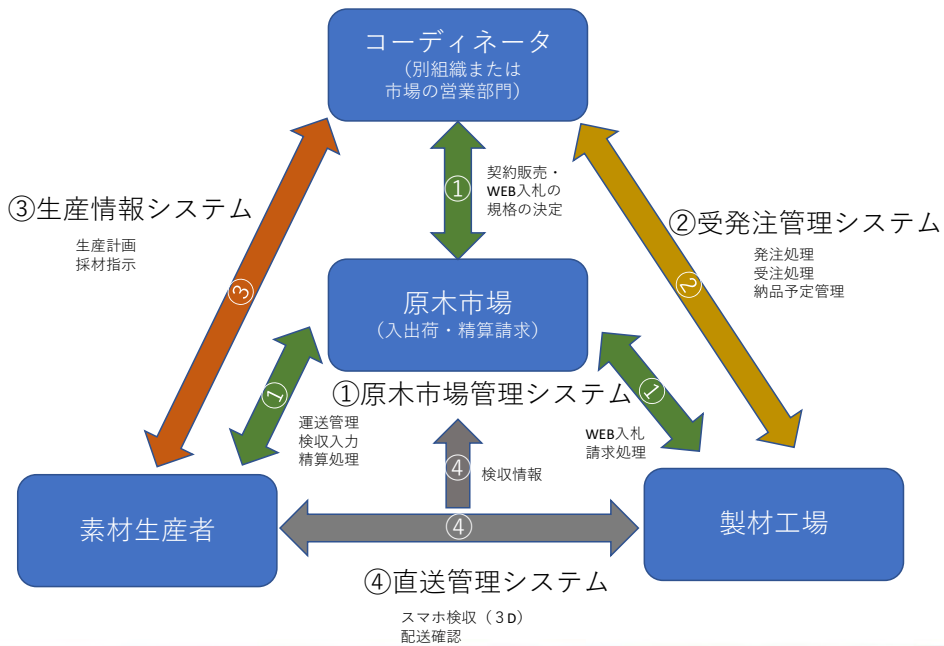 コーディネータ
（別組織または
市場の営業部門）
①
契約販売・
WEB入札の
規格の決定
③生産情報システム
生産計画
採材指示
③
②受発注管理システム
発注処理
受注処理
納品予定管理
②
原木市場
（入出荷・精算請求）
①
①
①原木市場管理システム
運送管理
検収入力
精算処理
WEB入札
請求処理
④
検収情報
素材生産者
④
製材工場
④直送管理システム
スマホ検収（３D）
配送確認